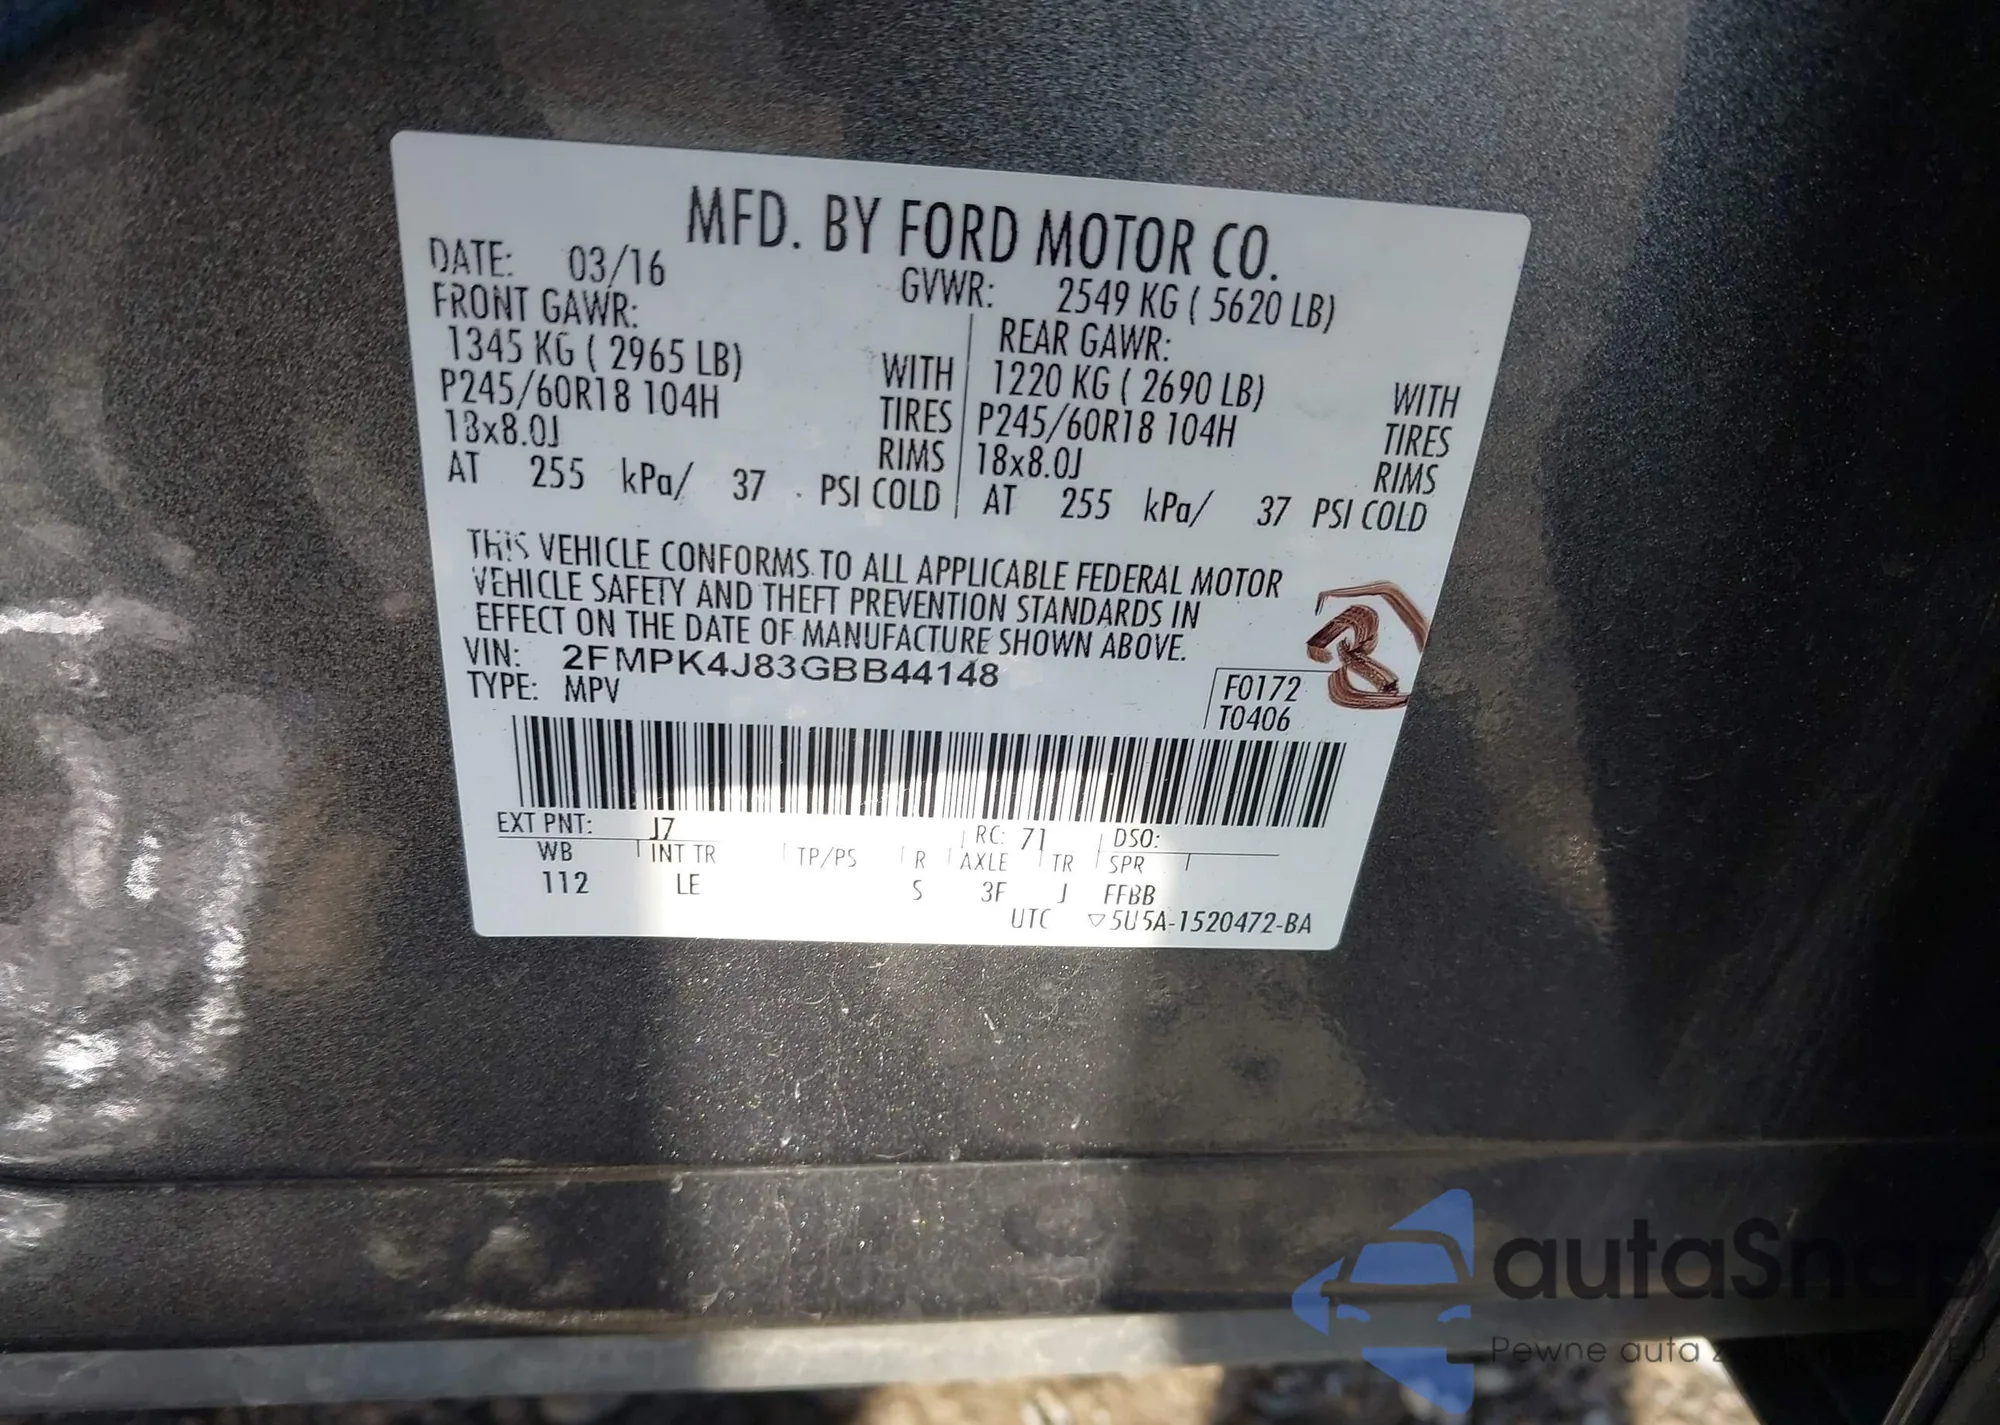 MFD. BY FORD MOTOR CO.
DATE: 03/16 GVWR: 2549 KG ( 5620 LB)
FRONT GAWR: REAR GAWR:
1345 KG ( 2965 LB) WITH 1220 KG ( 2690 LB) WITH
P245/60R18 104H TIRES P245/60R18 104H TIRES
18x8.0J RIMS 18x8.0J RIMS
AT 255 kPa/ 37 PSI COLD AT 255 kPa/ 37 PSI COLD
THIS VEHICLE CONFORMS TO ALL APPLICABLE FEDERAL MOTOR
VEHICLE SAFETY AND THEFT PREVENTION STANDARDS IN
EFFECT ON THE DATE OF MANUFACTURE SHOWN ABOVE.
VIN: 2FMPK4J83GBB44148
TYPE: MPV
F0172
T0406
EXT PNT: J7 RC: 71 DSO:
WB INT TR TP/PS R AXLE TR SPR
112 LE S 3F J FFBB
UTC ▽5U5A-1520472-BA
autaSnap
Pewne auta z